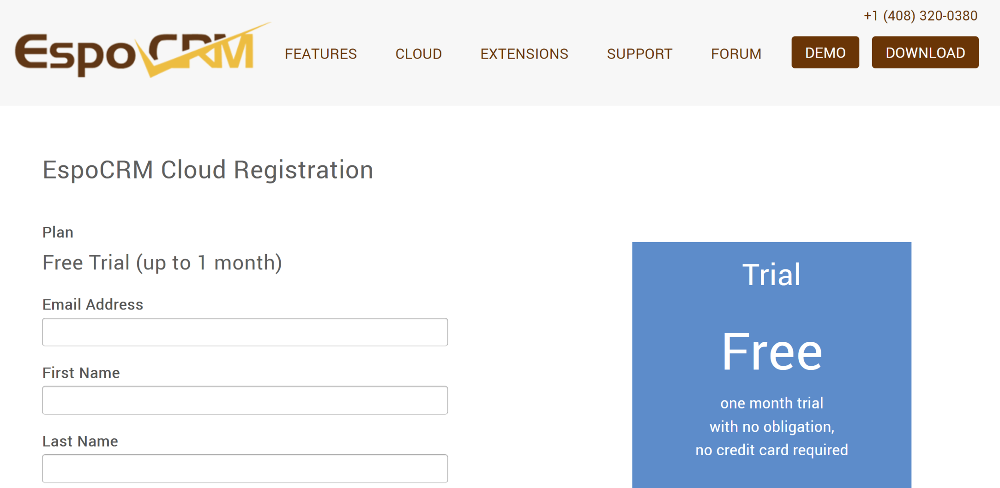 +1 (408) 320-0380
EspoCRM
FEATURES
CLOUD
EXTENSIONS
SUPPORT
FORUM
DEMO
DOWNLOAD
EspoCRM Cloud Registration
Plan
Free Trial (up to 1 month)
Email Address
First Name
Last Name
Trial
Free
one month trial
with no obligation,
no credit card required